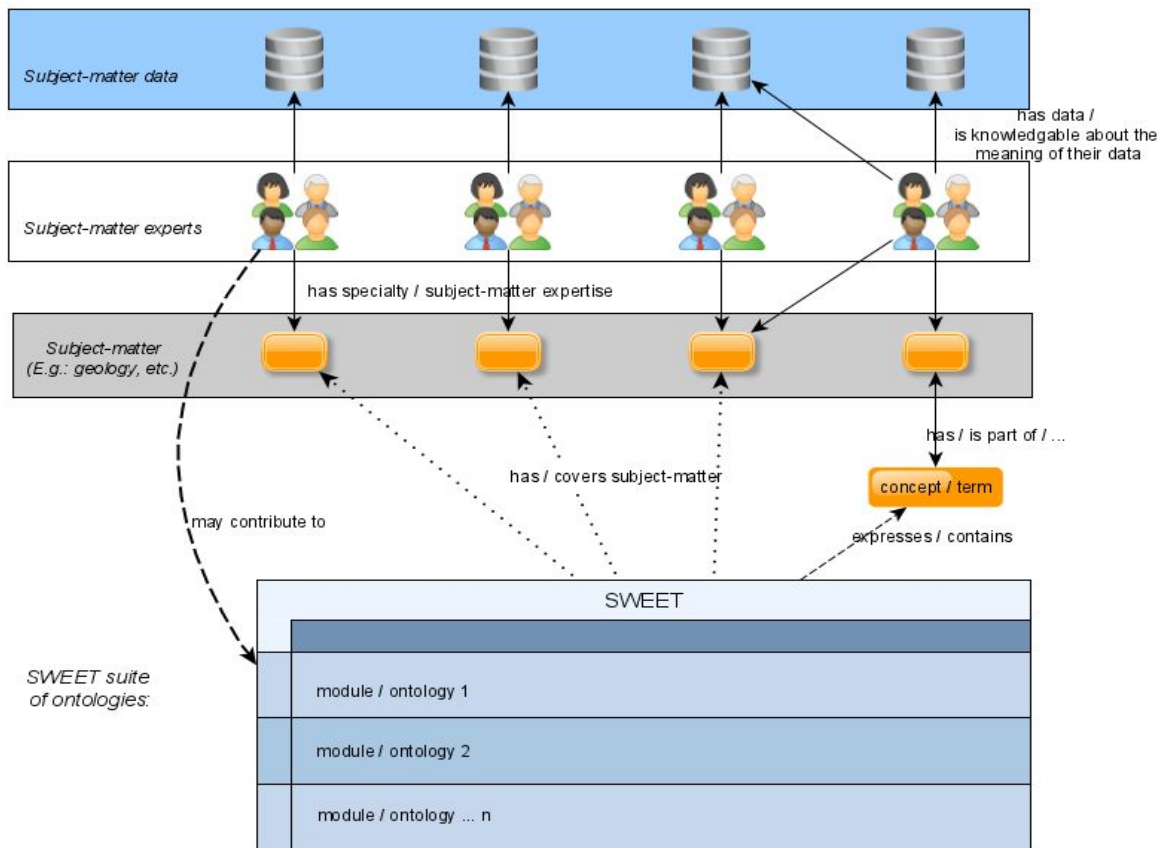 Subject-matter data
has data /
is knowledgable about the
meaning of their data
Subject-matter experts
has specialty / subject-matter expertise
Subject-matter
(E.g.: geology, etc.)
has / is part of / ...
has / covers subject-matter
concept / term
may contribute to
expresses / contains
SWEET
SWEET suite
of ontologies:
module / ontology 1
module / ontology 2
module / ontology ... n